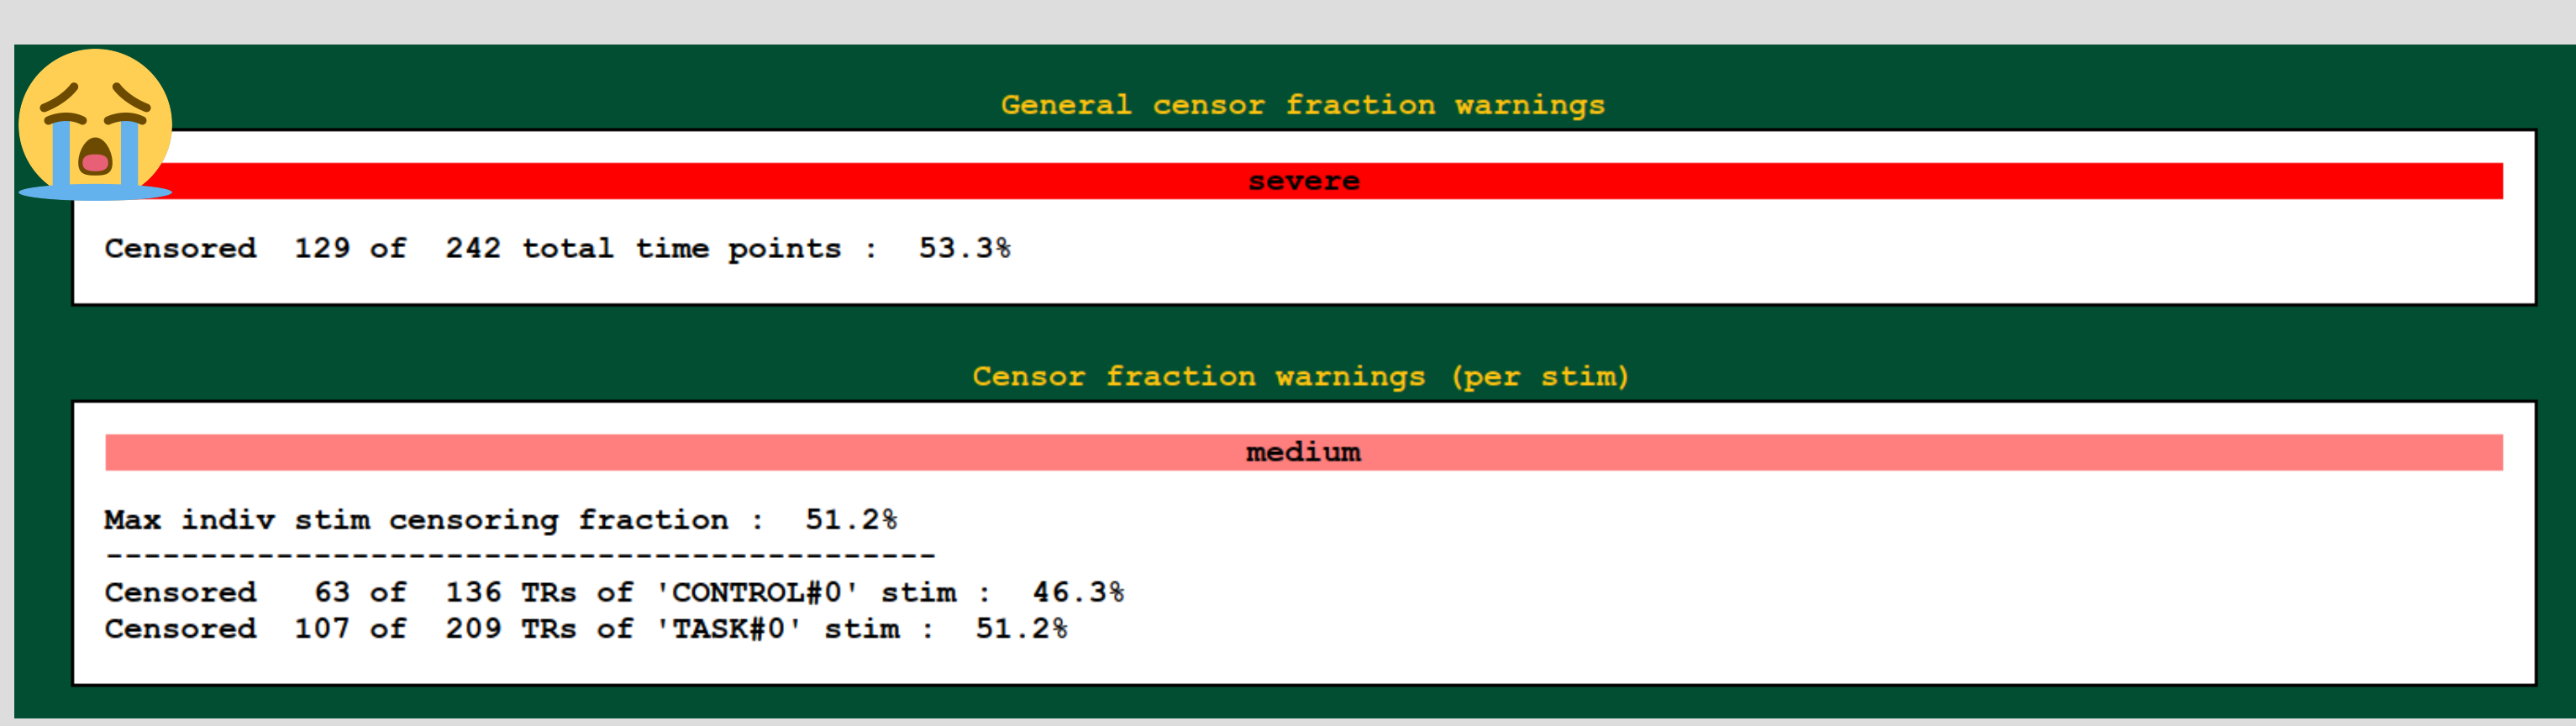 General censor fraction warnings
severe
Censored  129 of  242 total time points :  53.3%
Censor fraction warnings (per stim)
medium
Max indiv stim censoring fraction :  51.2%
--------------------------------------------
Censored   63 of  136 TRs of 'CONTROL#0' stim :  46.3%
Censored  107 of  209 TRs of 'TASK#0' stim :  51.2%